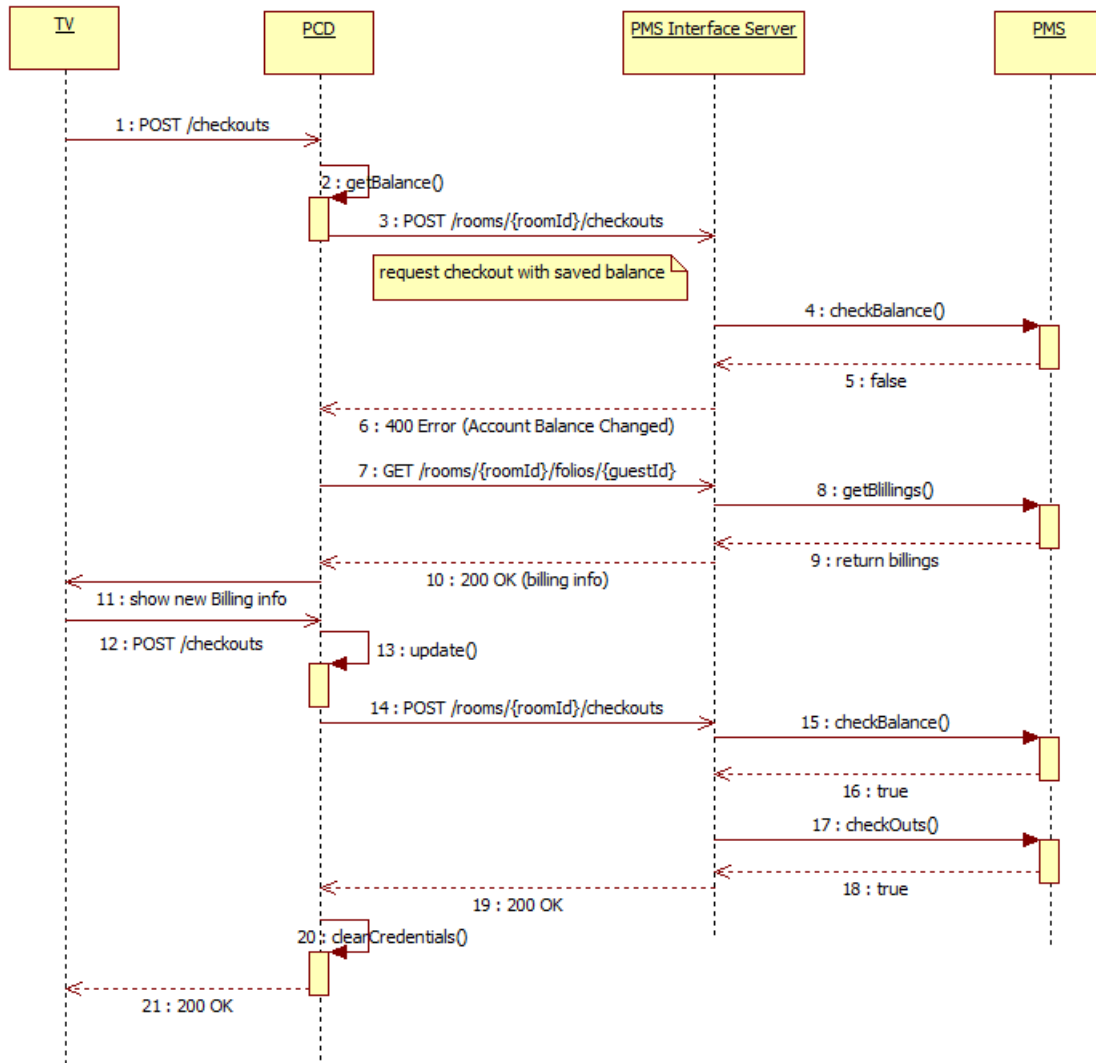 TV
PCD
PMS Interface Server
PMS
1 : POST /checkouts
2 : getBalance()
3 : POST /rooms/{roomId}/checkouts
request checkout with saved balance
4 : checkBalance()
5 : false
6 : 400 Error (Account Balance Changed)
7 : GET /rooms/{roomId}/folios/{guestId}
8 : getBlillings()
9 : return billings
10 : 200 OK (billing info)
11 : show new Billing info
12 : POST /checkouts
13 : update()
14 : POST /rooms/{roomId}/checkouts
15 : checkBalance()
16 : true
17 : checkOuts()
18 : true
19 : 200 OK
20 : clearCredentials()
21 : 200 OK